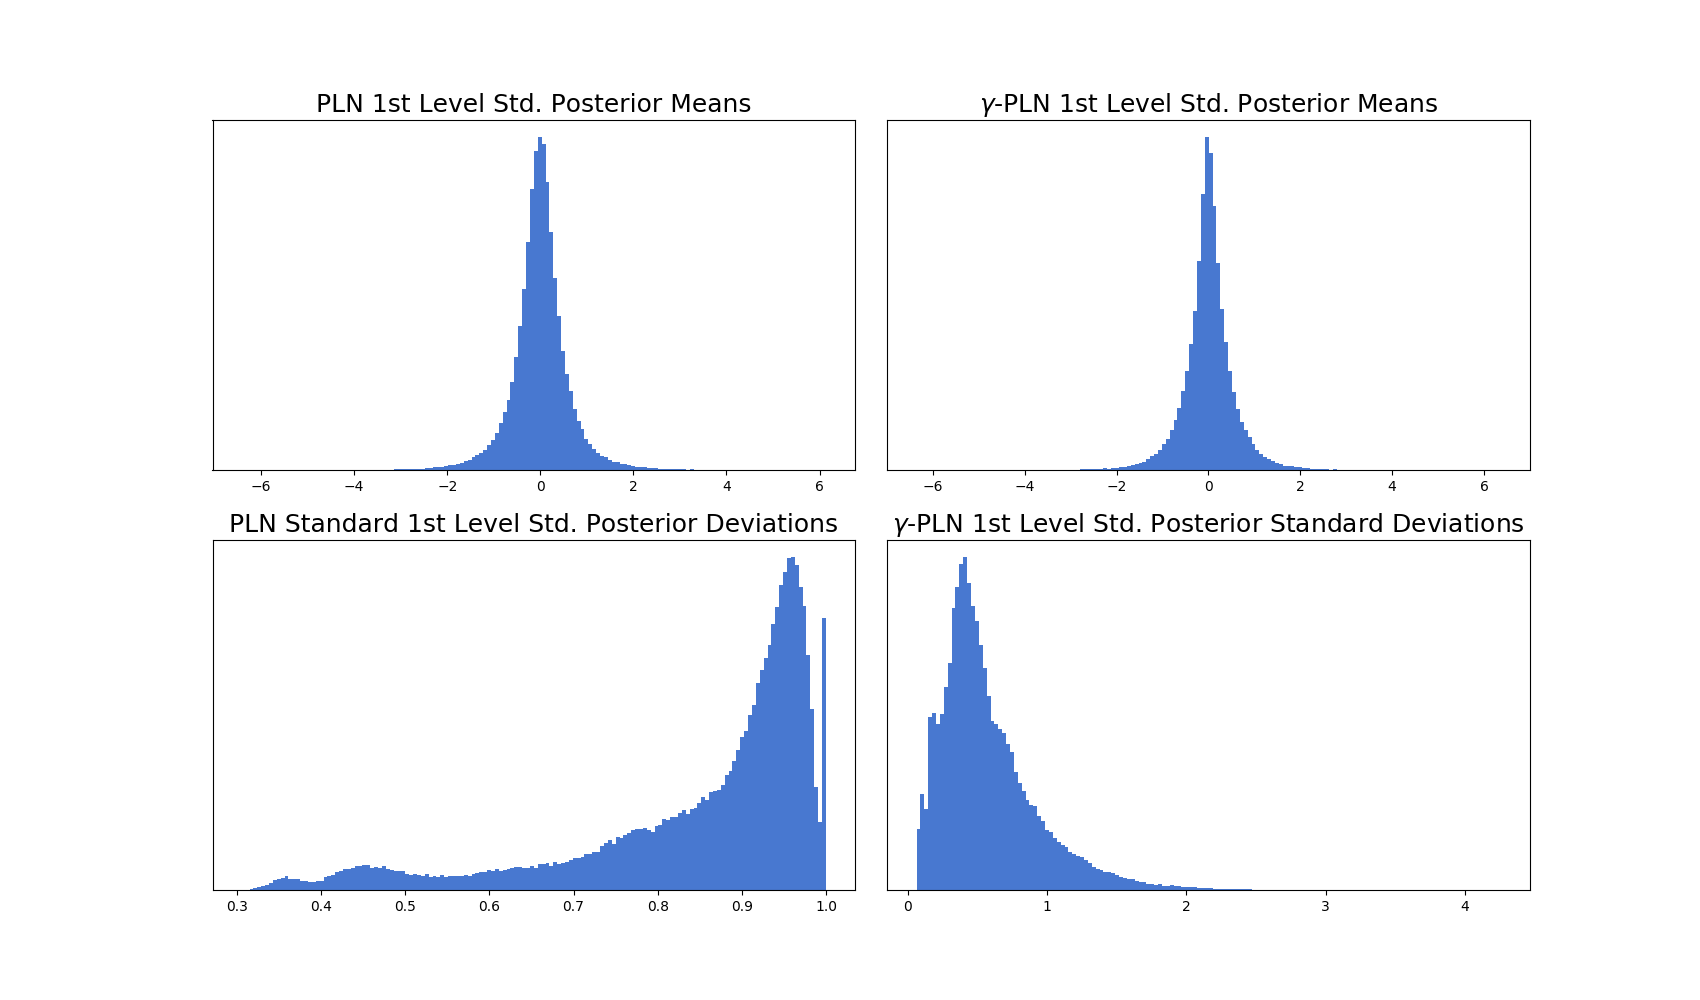 PLN 1st Level Std. Posterior Means
γ-PLN 1st Level Std. Posterior Means
−6 −4 −2 0 2 4 6
−6 −4 −2 0 2 4 6
PLN Standard 1st Level Std. Posterior Deviations
γ-PLN 1st Level Std. Posterior Standard Deviations
0.3 0.4 0.5 0.6 0.7 0.8 0.9 1.0
0 1 2 3 4